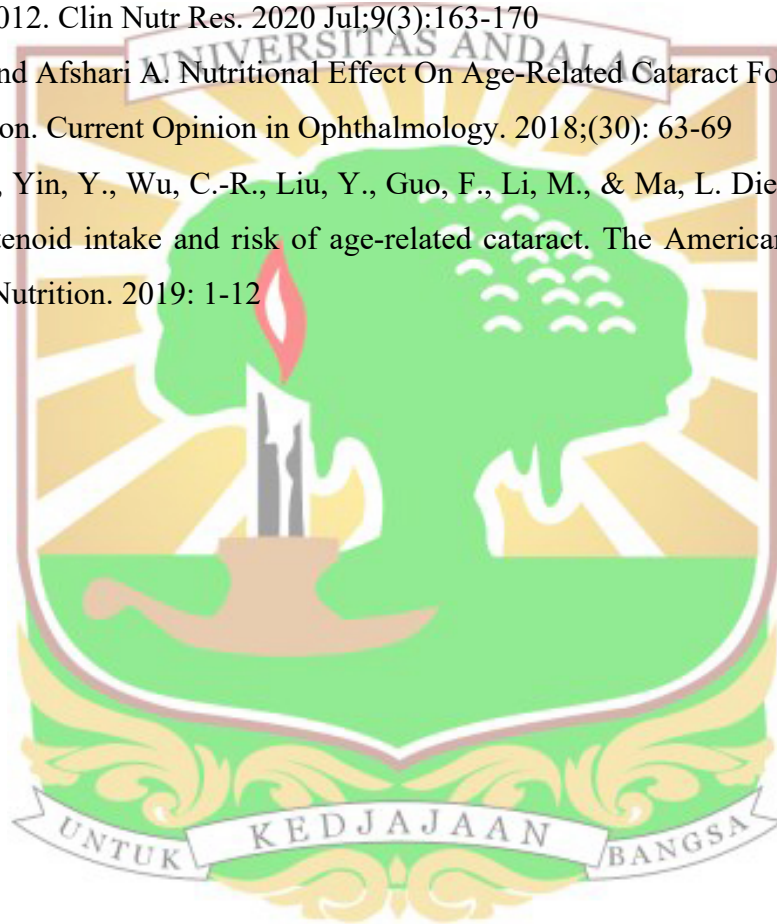 012. Clin Nutr Res. 2020 Jul;9(3):163-170
UNIVERSITAS ANDALAS
nd Afshari A. Nutritional Effect On Age-Related Cataract Fo
on. Current Opinion in Ophthalmology. 2018;(30): 63-69
, Yin, Y., Wu, C.-R., Liu, Y., Guo, F., Li, M., & Ma, L. Die
tenoid intake and risk of age-related cataract. The American
Nutrition. 2019: 1-12
UNTUK KEDJAJAAN BANGSA